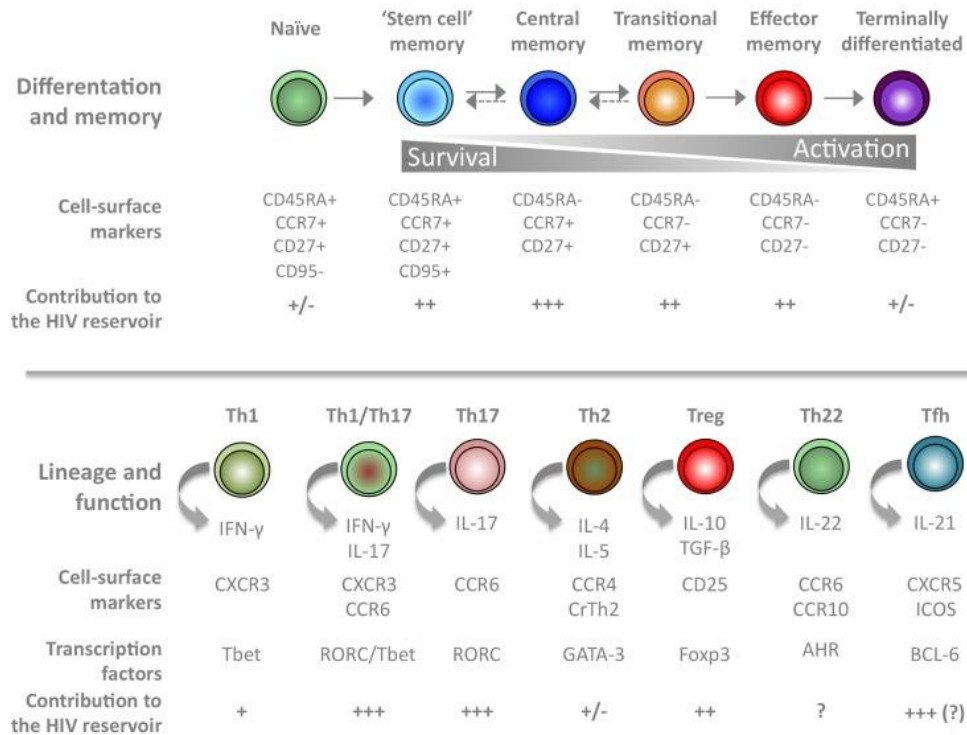 Naïve
‘Stem cell’ memory
Central memory
Transitional memory
Effector memory
Terminally differentiated
Differentation and memory
Survival
Activation
Cell-surface markers
CD45RA+ CD45RA+ CD45RA- CD45RA- CD45RA- CD45RA+
CCR7+ CCR7+ CCR7+ CCR7- CCR7- CCR7-
CD27+ CD27+ CD27+ CD27+ CD27- CD27-
CD95- CD95+
Contribution to the HIV reservoir
+/- ++ +++ ++ ++ +/-
Th1 Th1/Th17 Th17 Th2 Treg Th22 Tfh
Lineage and function
IFN-γ IFN-γ IL-17 IL-4 IL-10 IL-22 IL-21
IL-17 IL-5 TGF-β
Cell-surface markers
CXCR3 CXCR3 CCR6 CCR4 CD25 CCR6 CXCR5
CCR6 CrTh2 CCR10 ICOS
Transcription factors
Tbet RORC/Tbet RORC GATA-3 Foxp3 AHR BCL-6
Contribution to the HIV reservoir
+ +++ +++ +/- ++ ? +++ (?)